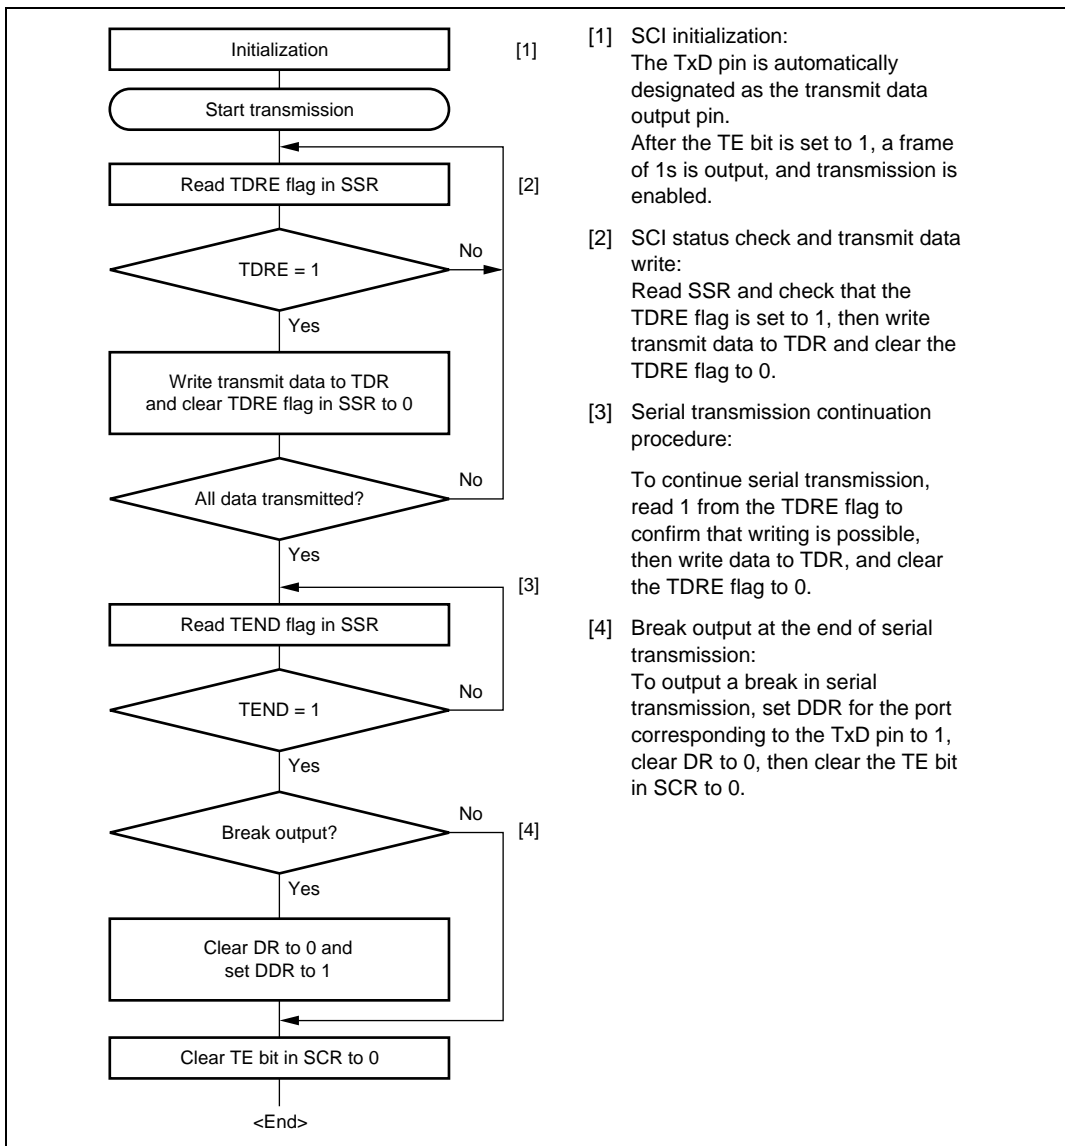 Initialization
[1]
Start transmission
Read TDRE flag in SSR
[2]
No
TDRE = 1
Yes
Write transmit data to TDR
and clear TDRE flag in SSR to 0
No
All data transmitted?
Yes
[3]
Read TEND flag in SSR
No
TEND = 1
Yes
No
Break output?
[4]
Yes
Clear DR to 0 and
set DDR to 1
Clear TE bit in SCR to 0
<End>
[1] SCI initialization:
The TxD pin is automatically
designated as the transmit data
output pin.
After the TE bit is set to 1, a frame
of 1s is output, and transmission is
enabled.
[2] SCI status check and transmit data
write:
Read SSR and check that the
TDRE flag is set to 1, then write
transmit data to TDR and clear the
TDRE flag to 0.
[3] Serial transmission continuation
procedure:
To continue serial transmission,
read 1 from the TDRE flag to
confirm that writing is possible,
then write data to TDR, and clear
the TDRE flag to 0.
[4] Break output at the end of serial
transmission:
To output a break in serial
transmission, set DDR for the port
corresponding to the TxD pin to 1,
clear DR to 0, then clear the TE bit
in SCR to 0.